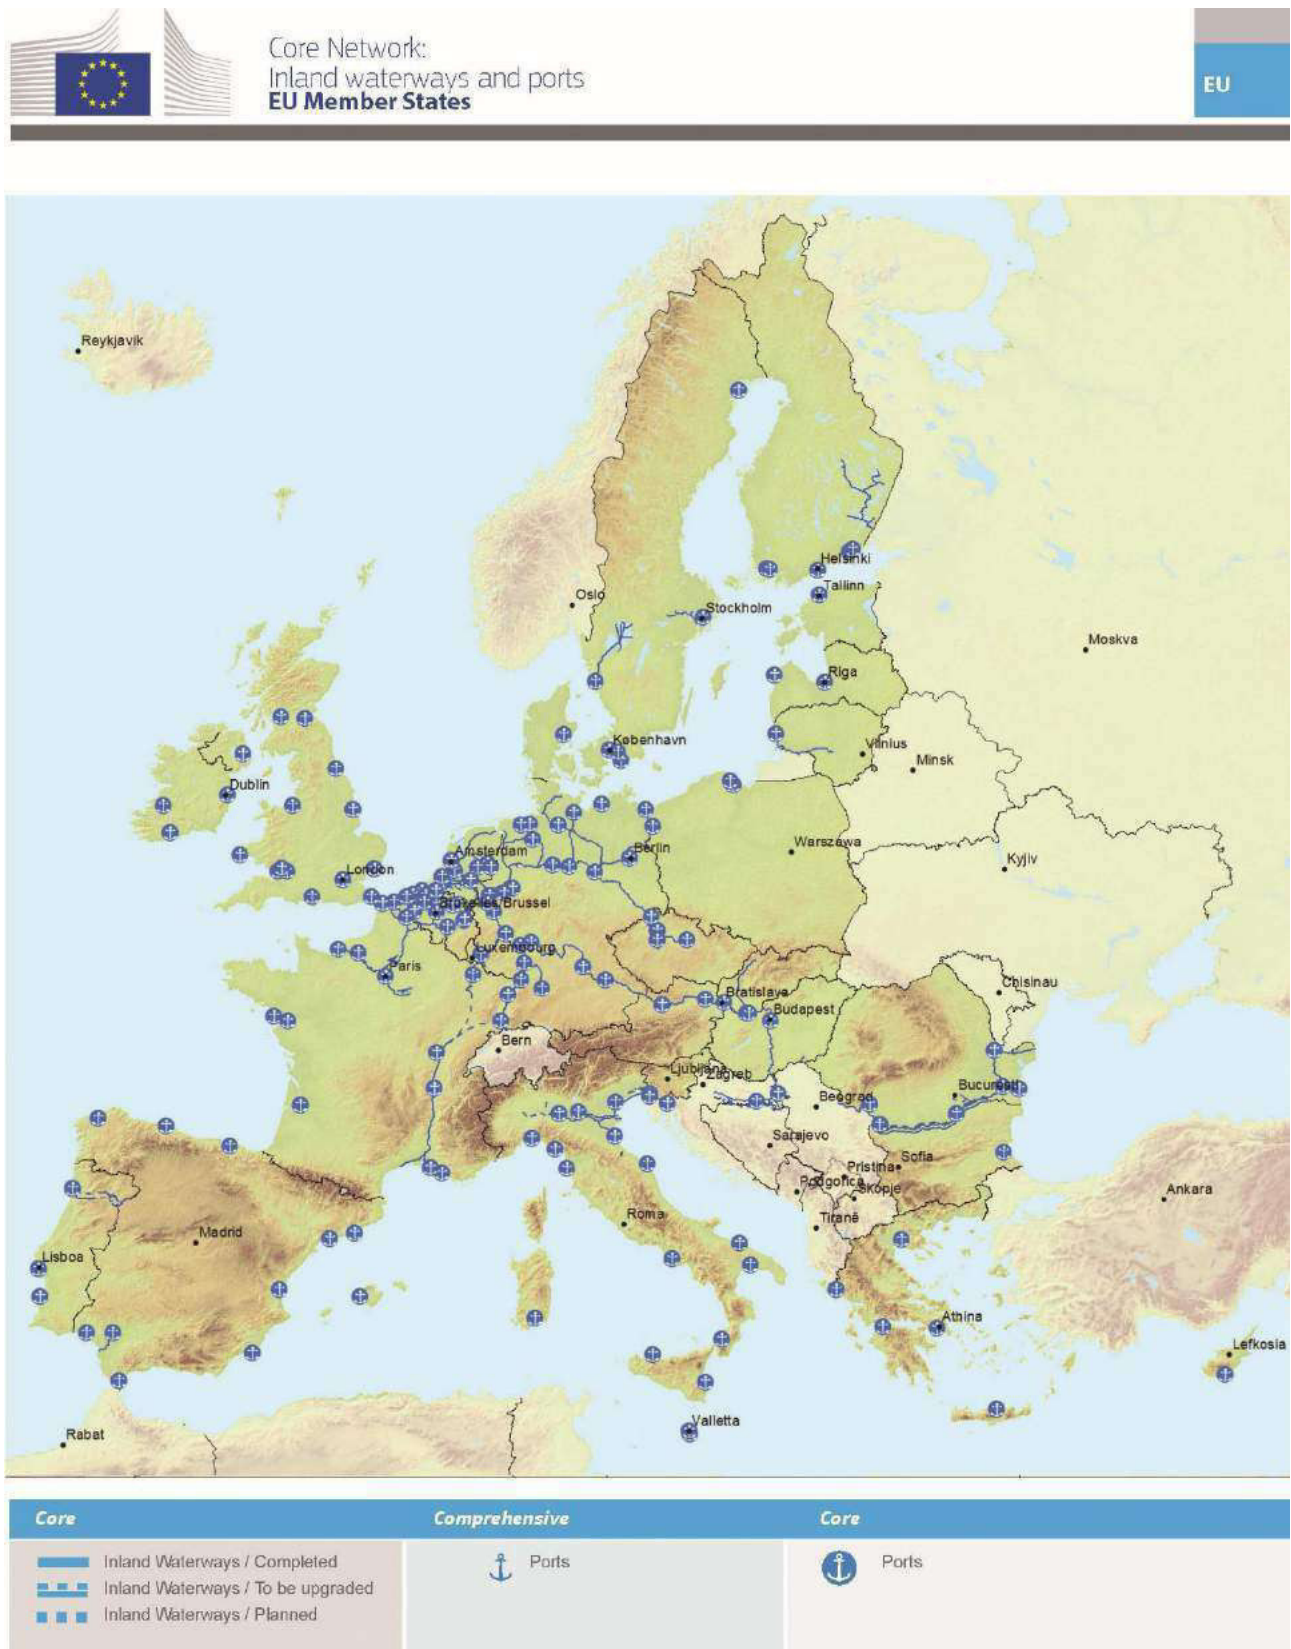 Core Network:
Inland waterways and ports
EU Member States
EU
Reykjavik
Helsinki
Tallinn
Oslo
Stockholm
Moskva
Riga
København
Vilnius
Minsk
Dublin
Amsterdam
Berlin
Warszawa
Kyjiv
London
Bruxelles/Brussel
Luxembourg
Paris
Chisinau
Bratislava
Budapest
Bern
Ljubljana
Zagreb
Bucuresti
Beograd
Sarajevo
Sofia
Pristina
Podgorica
Skopje
Ankara
Roma
Tiranë
Madrid
Lisboa
Athina
Lefkosia
Valletta
Rabat
Core
Comprehensive
Core
Inland Waterways / Completed
Ports
Ports
Inland Waterways / To be upgraded
Inland Waterways / Planned